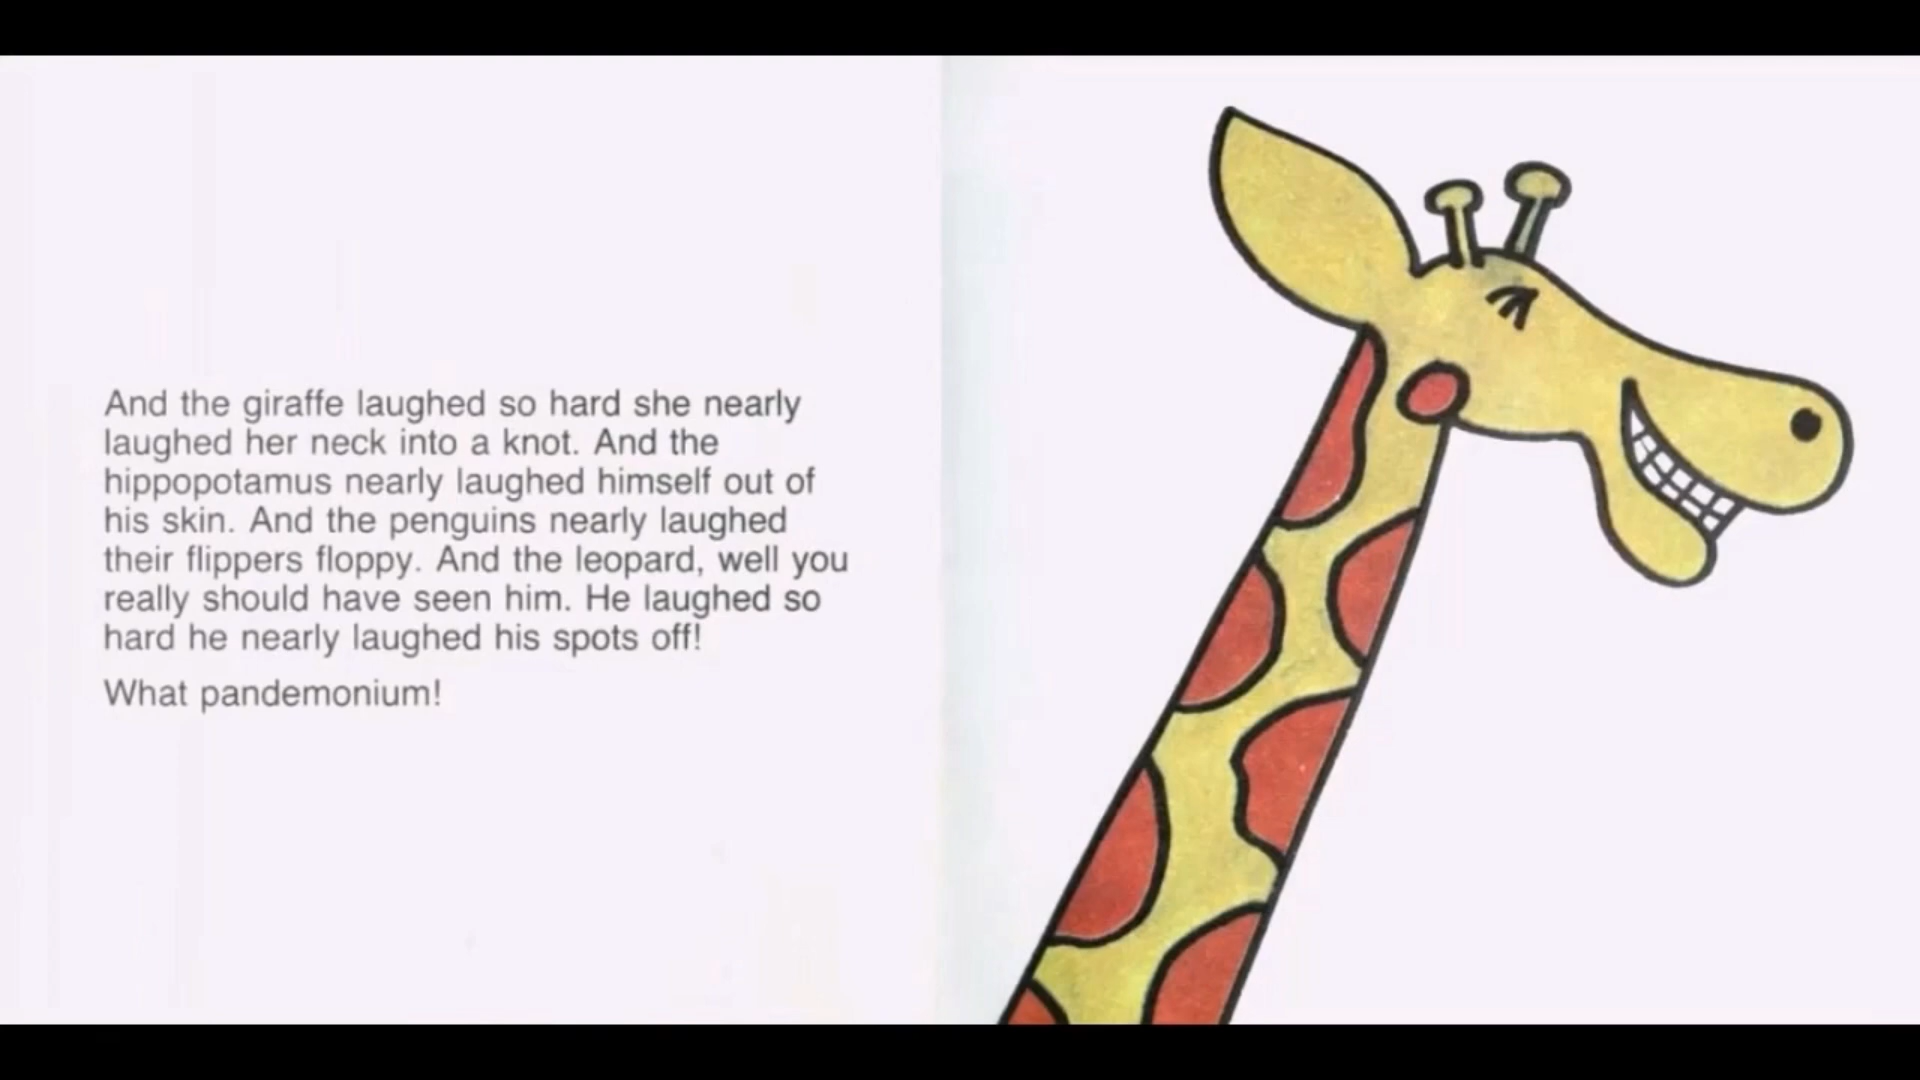 And the giraffe laughed so hard she nearly
laughed her neck into a knot. And the
hippopotamus nearly laughed himself out of
his skin. And the penguins nearly laughed
their flippers floppy. And the leopard, well you
really should have seen him. He laughed so
hard he nearly laughed his spots off!
What pandemonium!